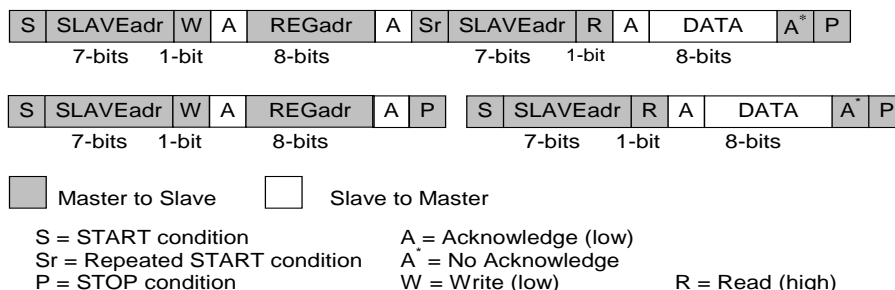 S SLAVEadr W A REGadr A Sr SLAVEadr R A DATA A* P
7-bits 1-bit 8-bits 7-bits 1-bit 8-bits
S SLAVEadr W A REGadr A P S SLAVEadr R A DATA A* P
7-bits 1-bit 8-bits 7-bits 1-bit 8-bits
Master to Slave Slave to Master
S = START condition A = Acknowledge (low)
Sr = Repeated START condition A* = No Acknowledge
P = STOP condition W = Write (low) R = Read (high)